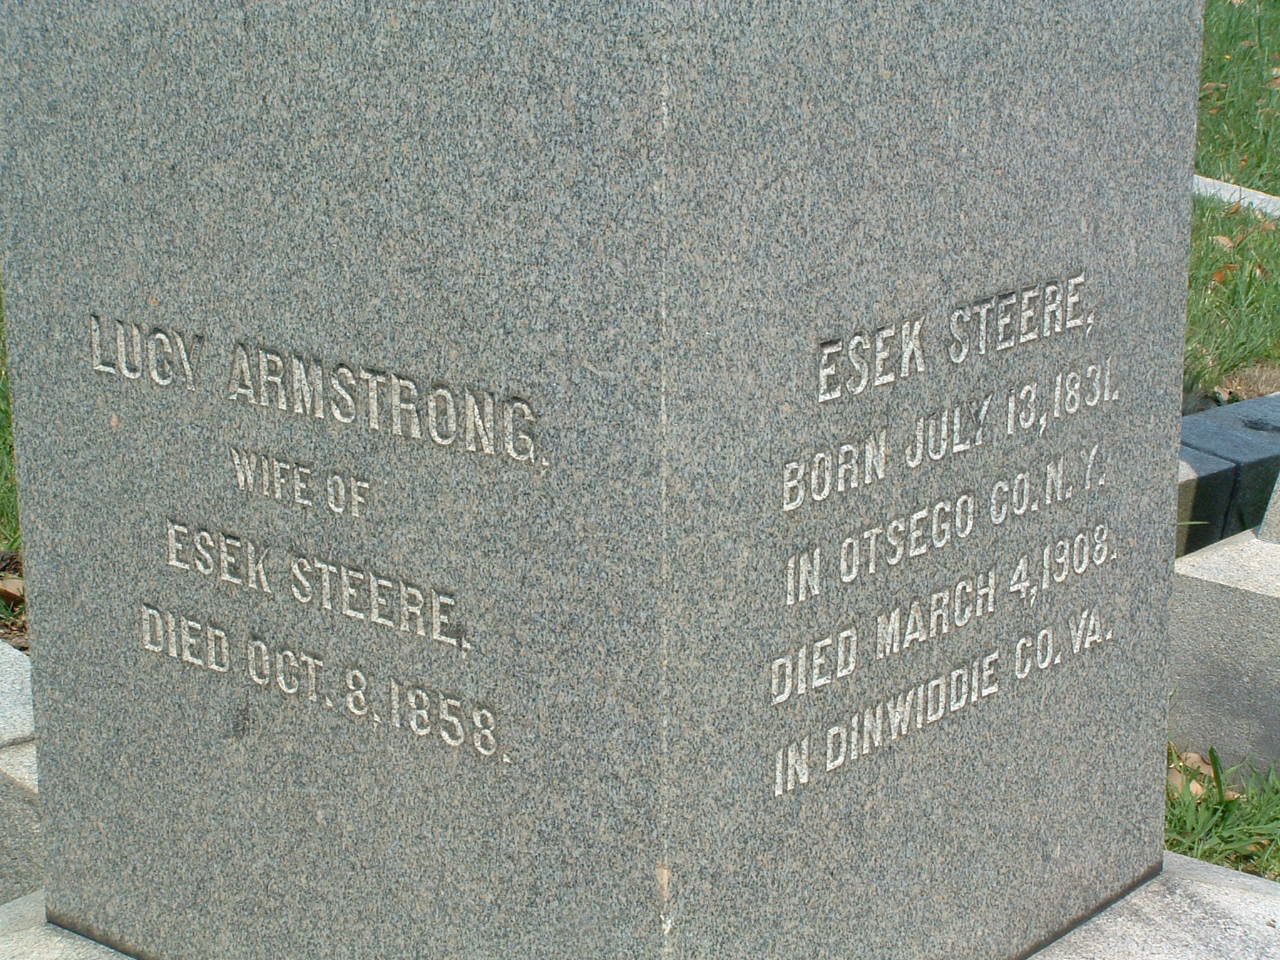 LUCY ARMSTRONG.
WIFE OF
ESEK STEERE,
DIED OCT. 8. 1858.
ESEK STEERE,
BORN JULY 13, 1831.
IN OTSEGO CO. N. Y.
DIED MARCH 4, 1908.
IN DINWIDDIE CO. VA.